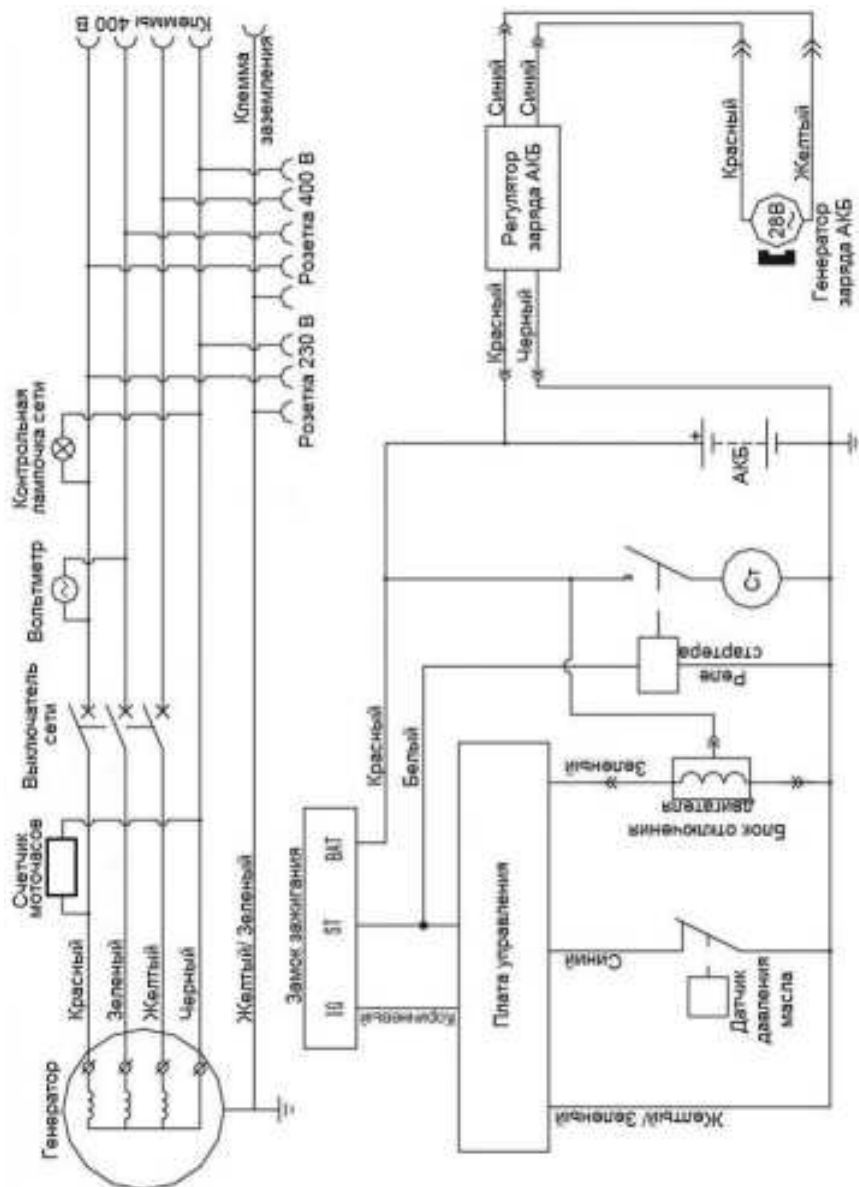 Генератор
Красный
Зеленый
Желтый
Черный
Желтый/ Зеленый
Счетчик
моточасов
Выключатель
сети
Вольтметр
Контрольная
лампочка сети
Розетка 230 В
Розетка 400 В
Клемма
заземления
Клеммы 400 В
Замок зажигания
IG
ST
BAT
Коричневый
Белый
Красный
Плата управления
Желтый/ Зеленый
Синий
Зеленый
Датчик
давления
масла
Блок отключения
двигателя
Реле
стартера
Ст
+
АКБ
Красный
Черный
Регулятор
заряда АКБ
Синий
Синий
Красный
Желтый
28В
~
Генератор
заряда АКБ